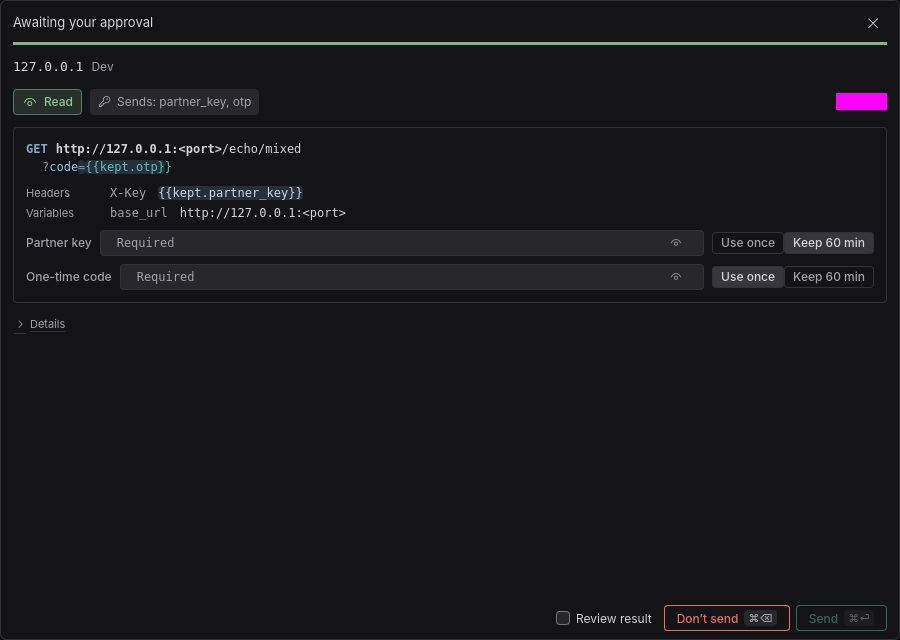 Awaiting your approval
127.0.0.1 Dev
Read
Sends: partner_key, otp
GET http://127.0.0.1:<port>/echo/mixed
?code={{kept.otp}}
Headers X-Key {{kept.partner_key}}
Variables base_url http://127.0.0.1:<port>
Partner key Required Use once Keep 60 min
One-time code Required Use once Keep 60 min
Details
Review result Don't send ⌘⌫ Send ⌘⏎